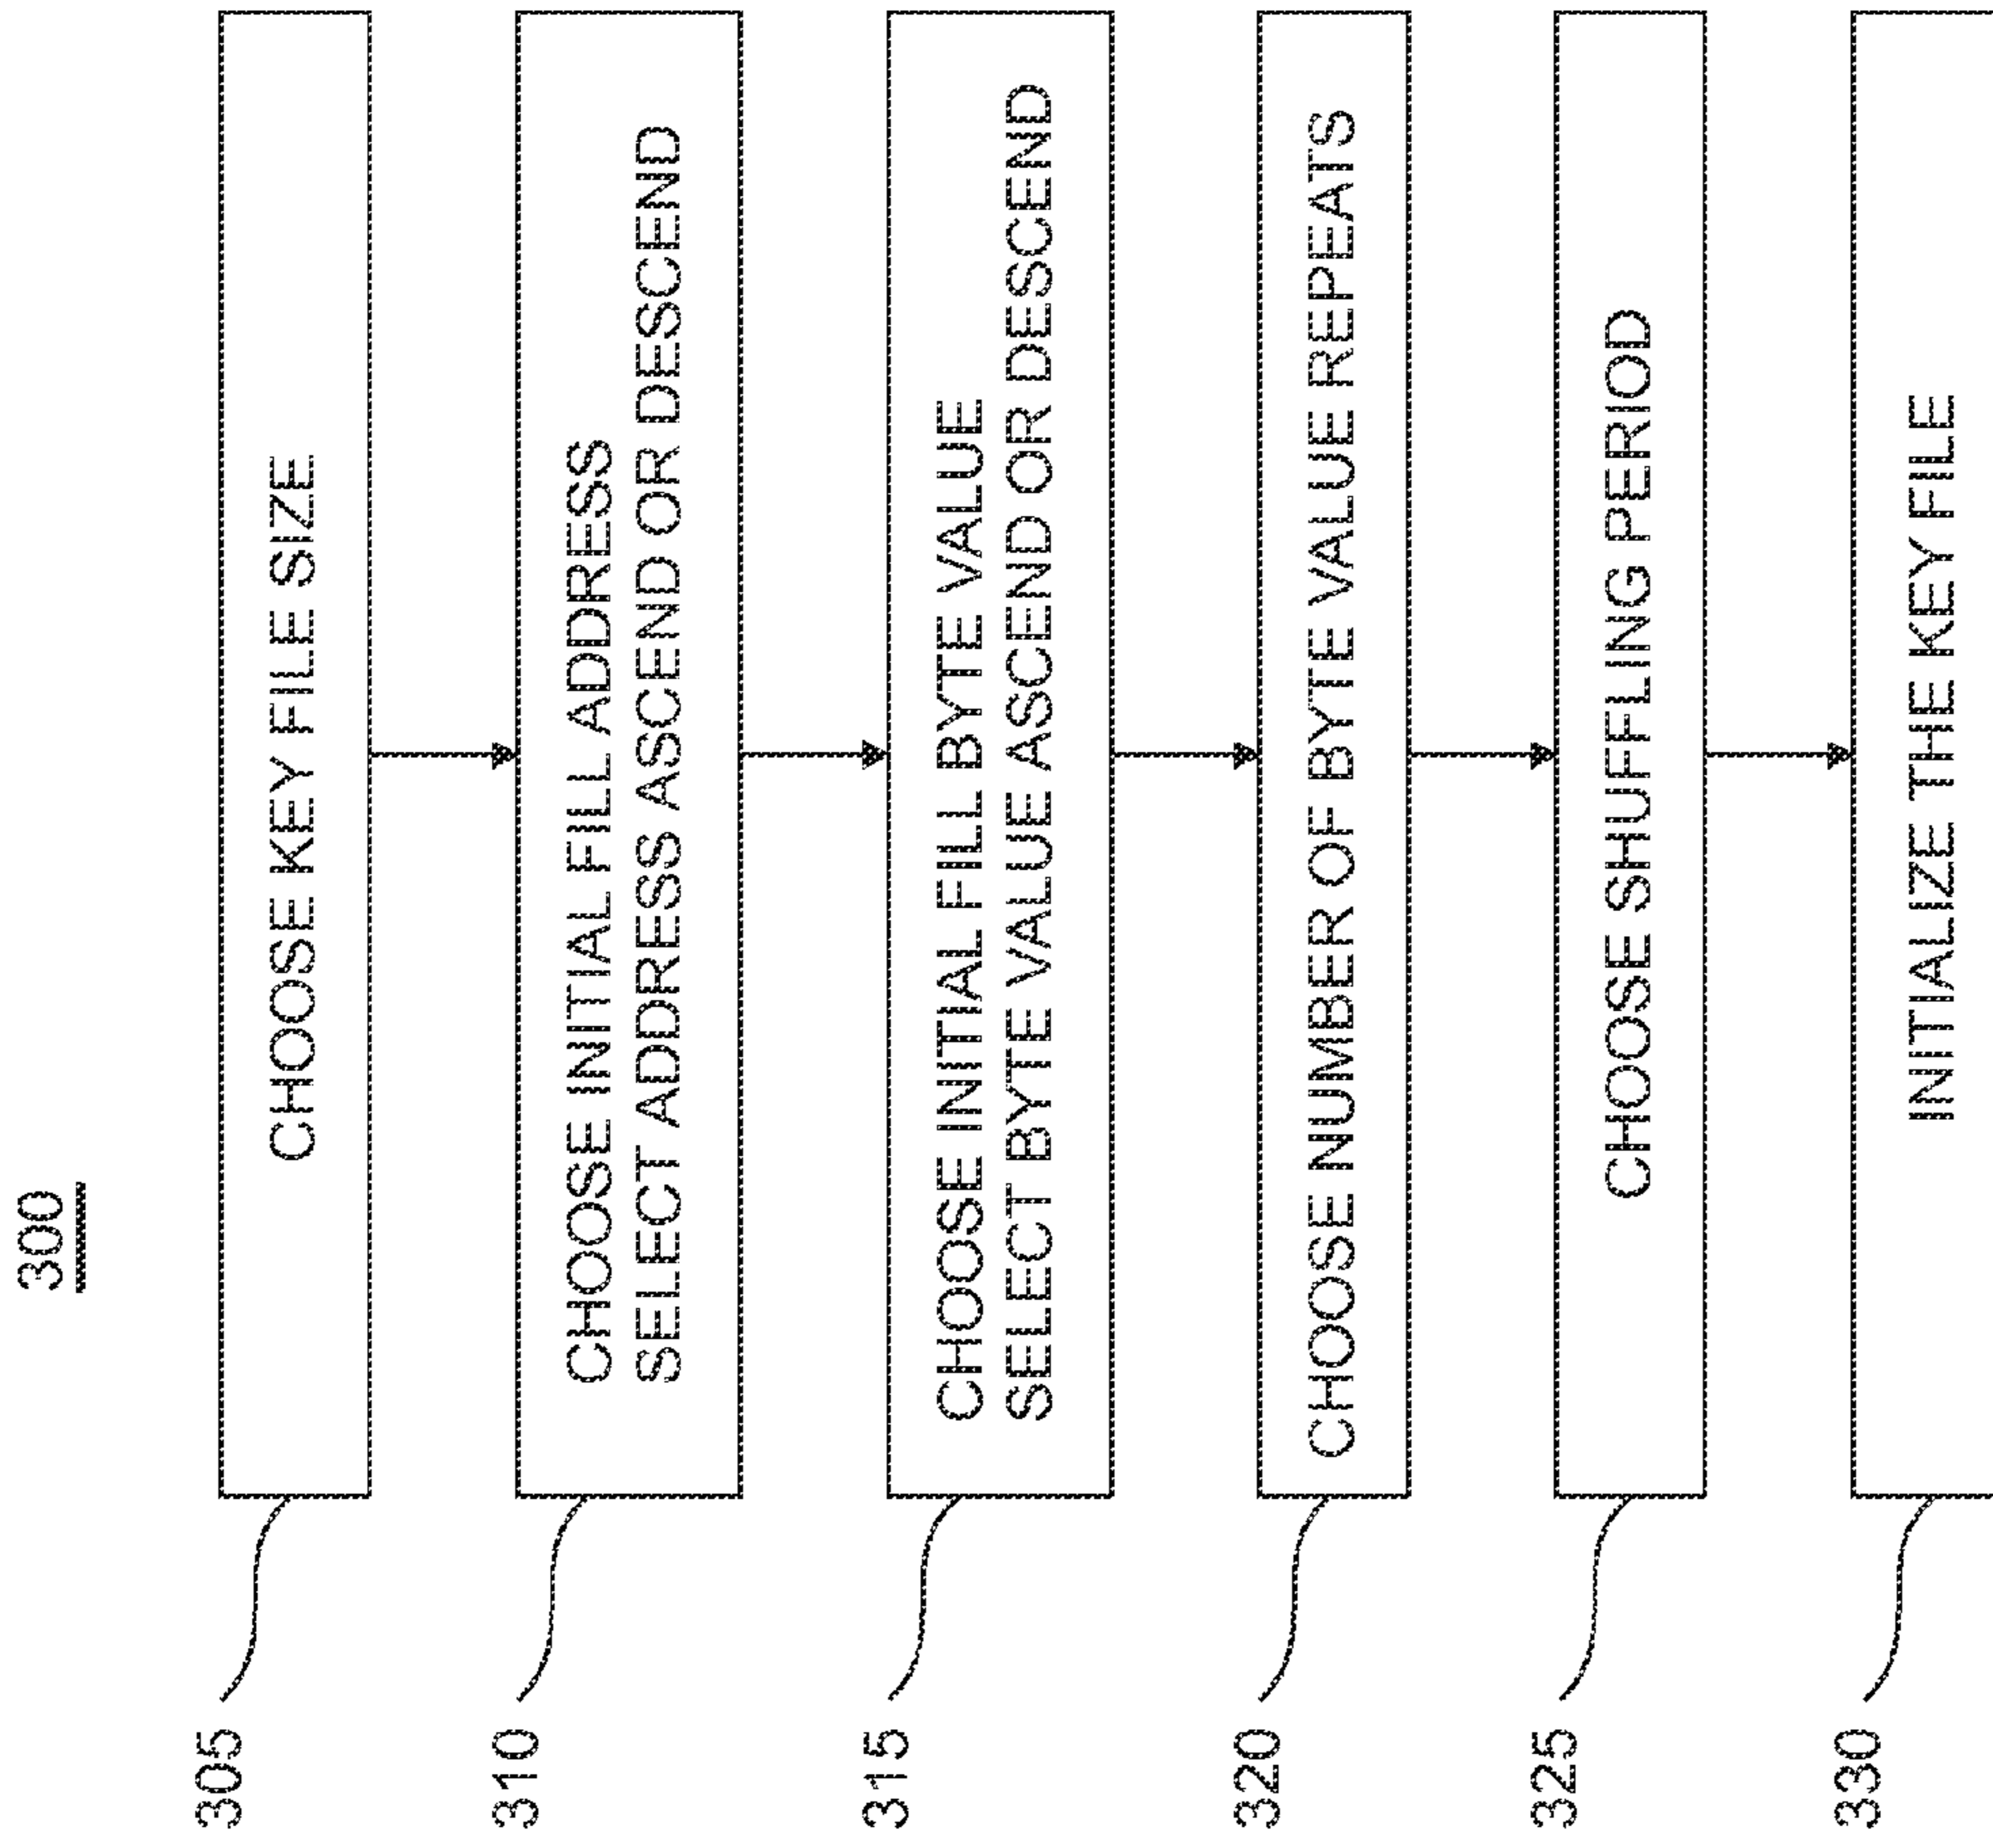 300
305
CHOOSE KEY FILE SIZE
310
CHOOSE INITIAL FILL ADDRESS
SELECT ADDRESS ASCEND OR DESCEND
315
CHOOSE INITIAL FILL BYTE VALUE
SELECT BYTE VALUE ASCEND OR DESCEND
320
CHOOSE NUMBER OF BYTE VALUE REPEATS
325
CHOOSE SHUFFLING PERIOD
330
INITIALIZE THE KEY FILE